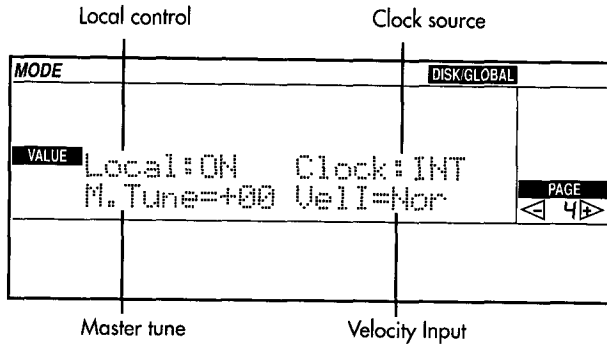 Local control Clock source
MODE DISK/GLOBAL
VALUE Local:ON Clock:INT
M.Tune=+00 VelI=Nor
PAGE
- 4 +
Master tune Velocity Input